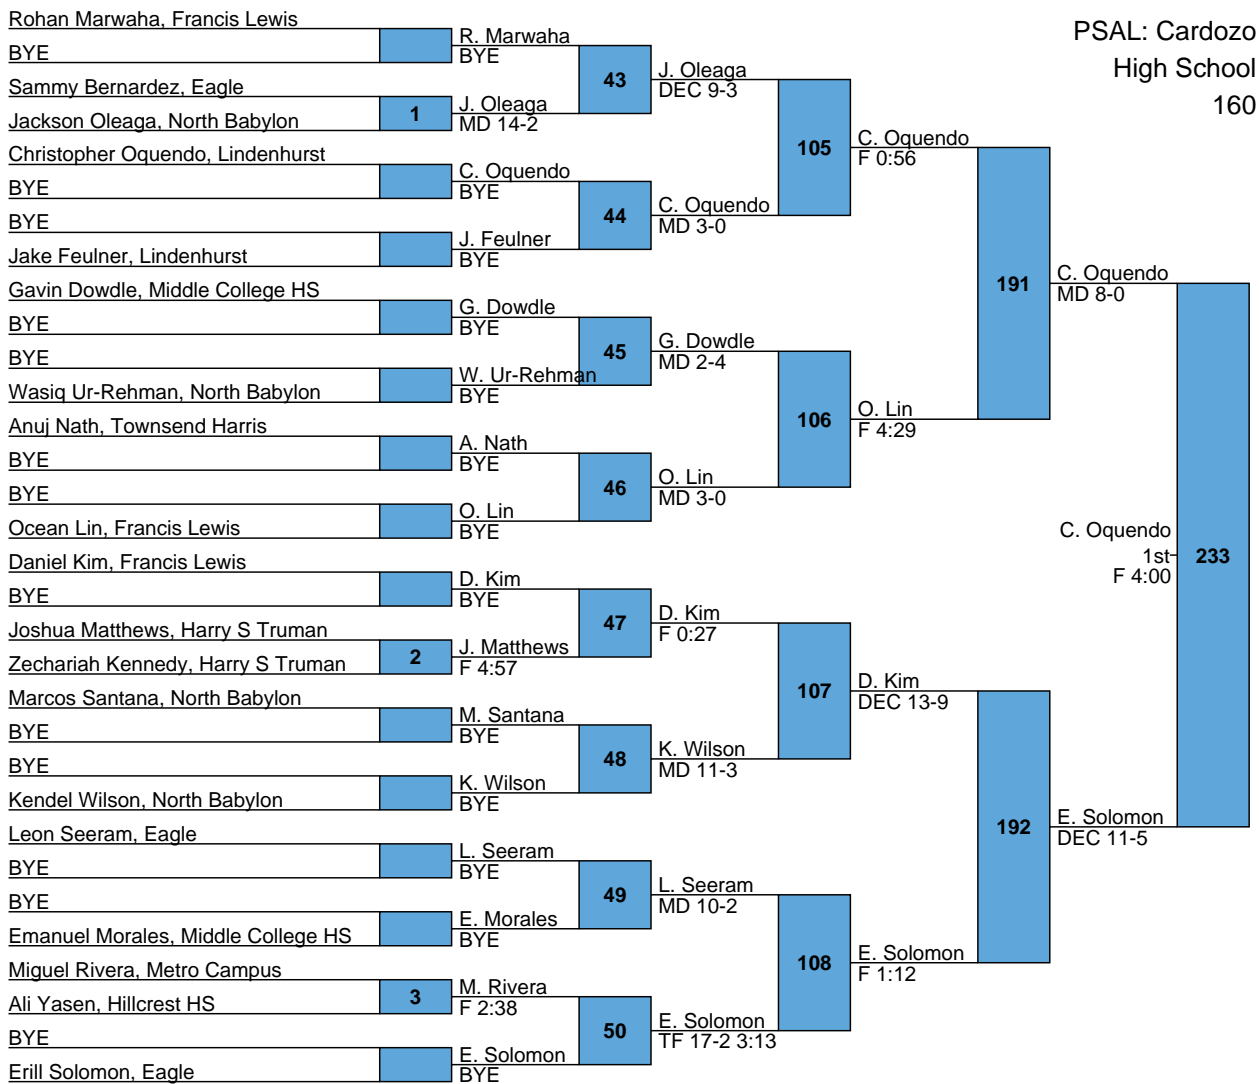 PSAL: Cardozo
High School
160
Rohan Marwaha, Francis Lewis
BYE
Sammy Bernardez, Eagle
Jackson Oleaga, North Babylon
Christopher Oquendo, Lindenhurst
BYE
BYE
Jake Feulner, Lindenhurst
Gavin Dowdle, Middle College HS
BYE
BYE
Wasiq Ur-Rehman, North Babylon
Anuj Nath, Townsend Harris
BYE
BYE
Ocean Lin, Francis Lewis
Daniel Kim, Francis Lewis
BYE
Joshua Matthews, Harry S Truman
Zechariah Kennedy, Harry S Truman
Marcos Santana, North Babylon
BYE
BYE
Kendel Wilson, North Babylon
Leon Seeram, Eagle
BYE
BYE
Emanuel Morales, Middle College HS
Miguel Rivera, Metro Campus
Ali Yasen, Hillcrest HS
BYE
Erill Solomon, Eagle
1
2
3
R. Marwaha
BYE
J. Oleaga
MD 14-2
C. Oquendo
BYE
J. Feulner
BYE
G. Dowdle
BYE
W. Ur-Rehman
BYE
A. Nath
BYE
O. Lin
BYE
D. Kim
BYE
J. Matthews
F 4:57
M. Santana
BYE
K. Wilson
BYE
L. Seeram
BYE
E. Morales
BYE
M. Rivera
F 2:38
E. Solomon
BYE
43
44
45
46
47
48
49
50
J. Oleaga
DEC 9-3
C. Oquendo
MD 3-0
G. Dowdle
MD 2-4
O. Lin
MD 3-0
D. Kim
F 0:27
K. Wilson
MD 11-3
L. Seeram
MD 10-2
E. Solomon
TF 17-2 3:13
105
106
107
108
C. Oquendo
F 0:56
O. Lin
F 4:29
D. Kim
DEC 13-9
E. Solomon
F 1:12
191
192
C. Oquendo
MD 8-0
E. Solomon
DEC 11-5
233
C. Oquendo
1st
F 4:00